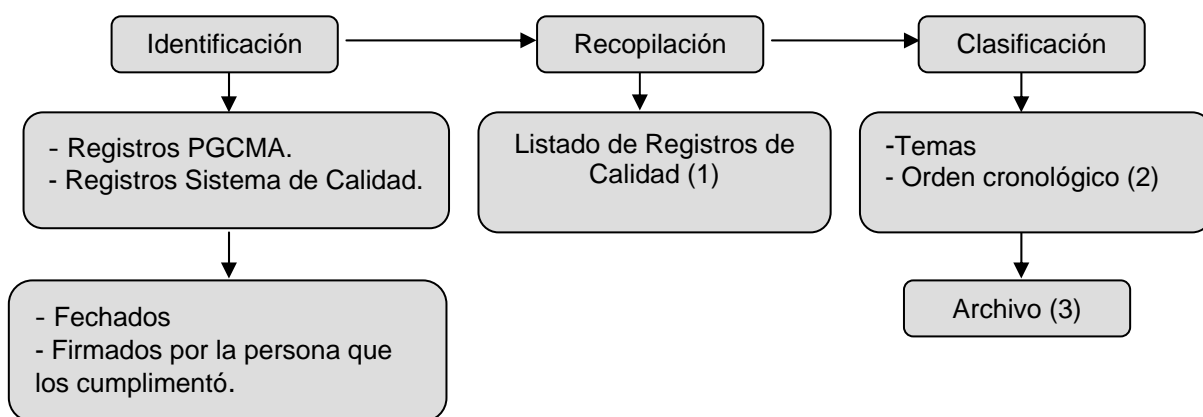 Identificación
Recopilación
Clasificación
- Registros PGCMA.
- Registros Sistema de Calidad.
Listado de Registros de
Calidad (1)
-Temas
- Orden cronológico (2)
- Fechados
- Firmados por la persona que
los cumplimentó.
Archivo (3)